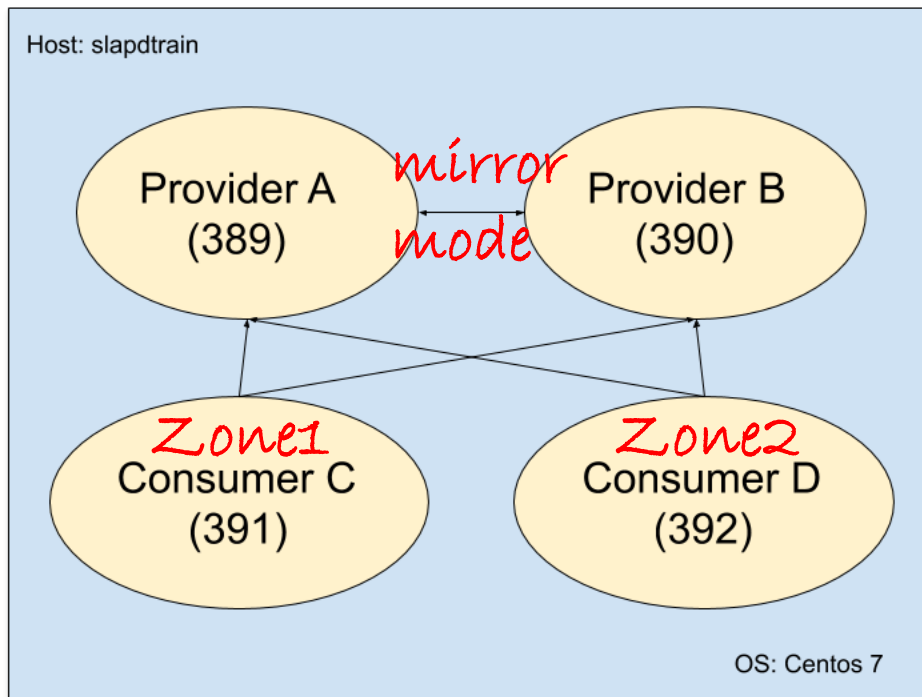 Host: slapdtrain
Provider A
(389)
mirror
mode
Provider B
(390)
Zone1
Consumer C
(391)
Zone2
Consumer D
(392)
OS: Centos 7